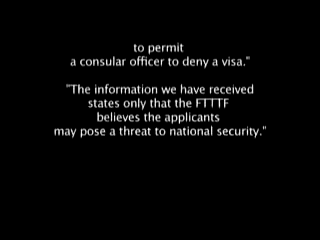 to permit
a consular officer to deny a visa."
"The information we have received
states only that the FTTTF
believes the applicants
may pose a threat to national security."